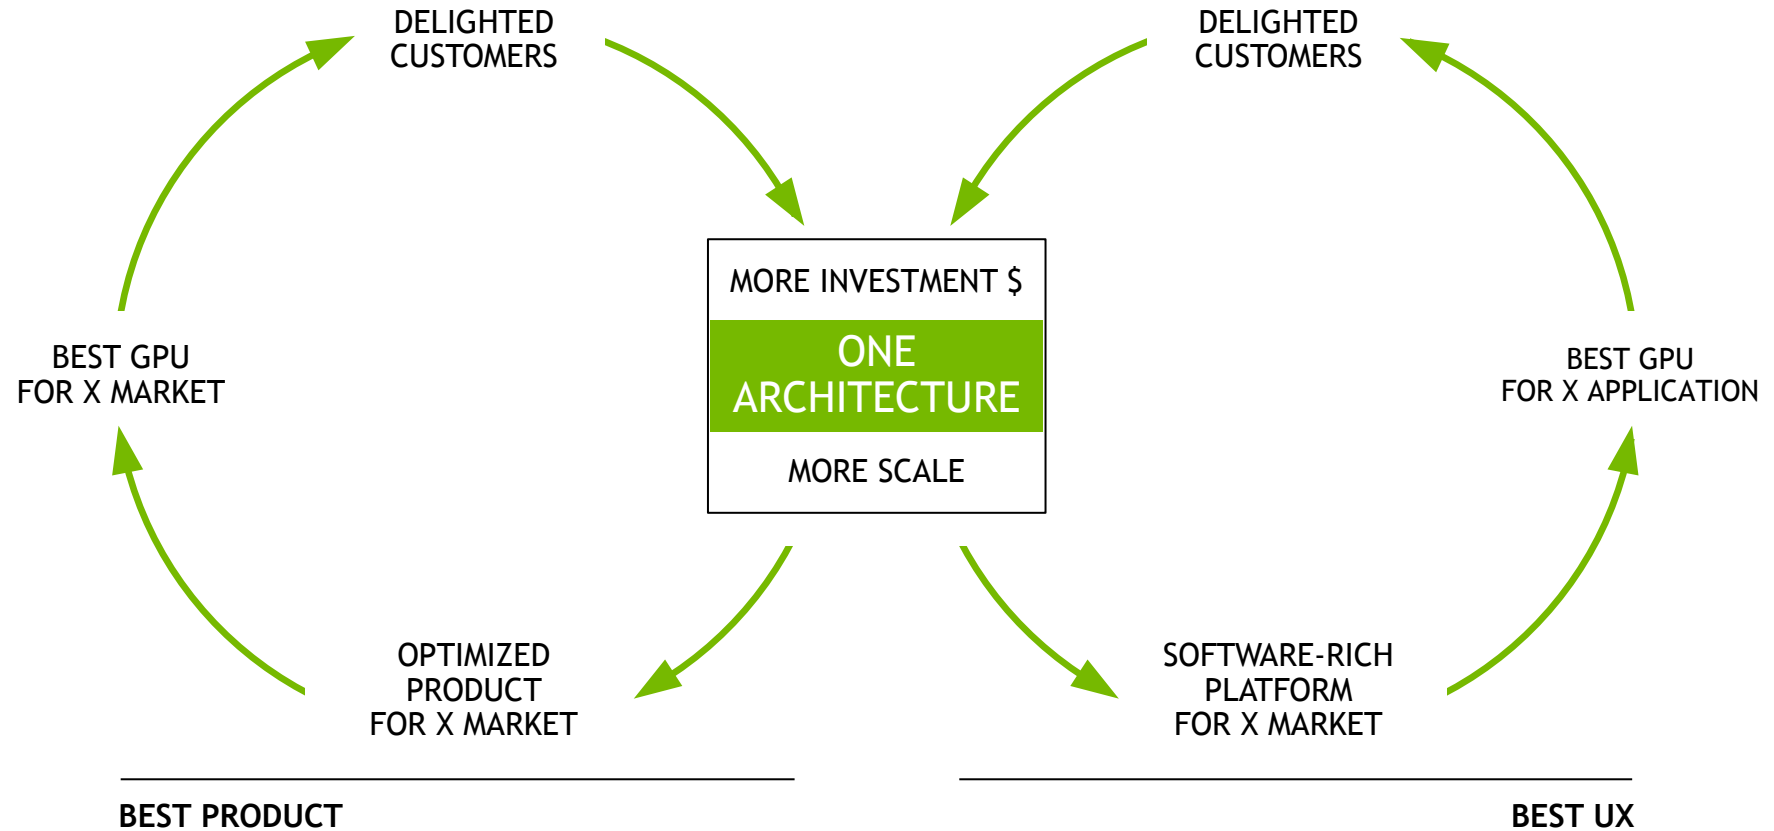 DELIGHTED
CUSTOMERS
DELIGHTED
CUSTOMERS
MORE INVESTMENT $
ONE
ARCHITECTURE
MORE SCALE
BEST GPU
FOR X MARKET
BEST GPU
FOR X APPLICATION
OPTIMIZED
PRODUCT
FOR X MARKET
SOFTWARE-RICH
PLATFORM
FOR X MARKET
BEST PRODUCT
BEST UX